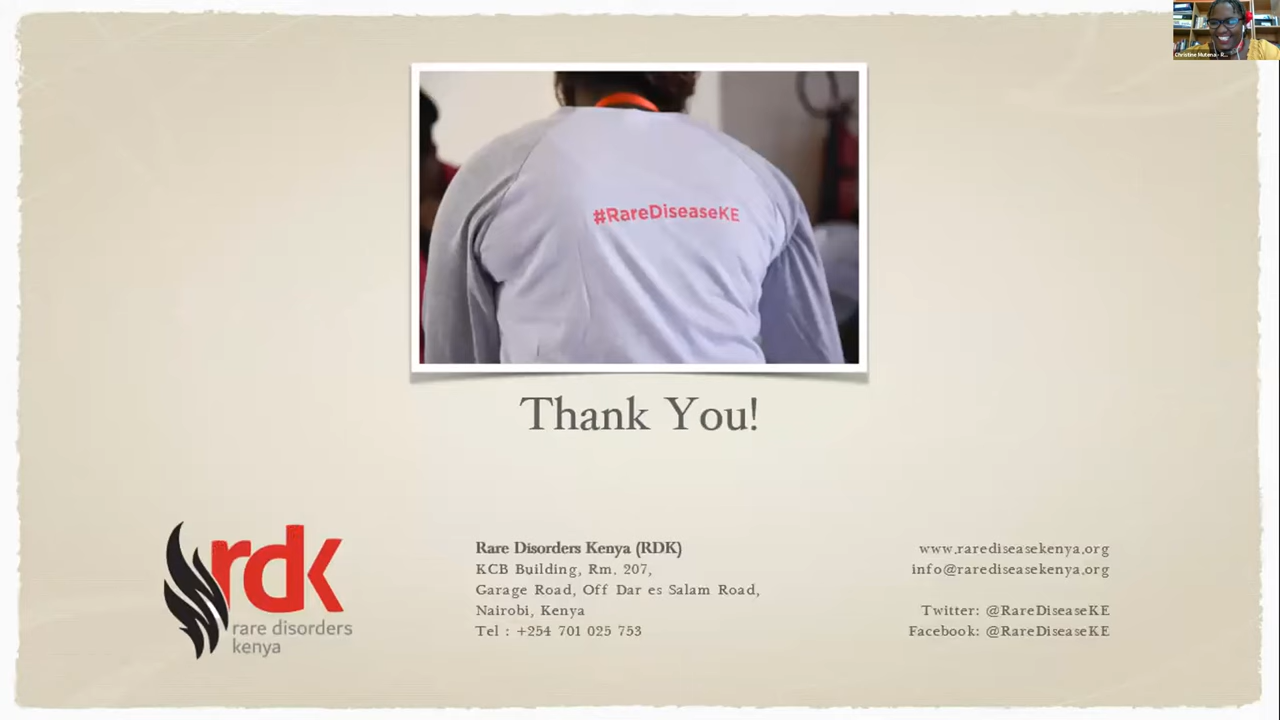 Christine Mutena - R...
#RareDiseaseKE
Thank You!
rdk
rare disorders
kenya
Rare Disorders Kenya (RDK)
KCB Building, Rm. 207,
Garage Road, Off Dar es Salam Road,
Nairobi, Kenya
Tel : +254 701 025 753
www.rarediseasekenya.org
info@rarediseasekenya.org
Twitter: @RareDiseaseKE
Facebook: @RareDiseaseKE